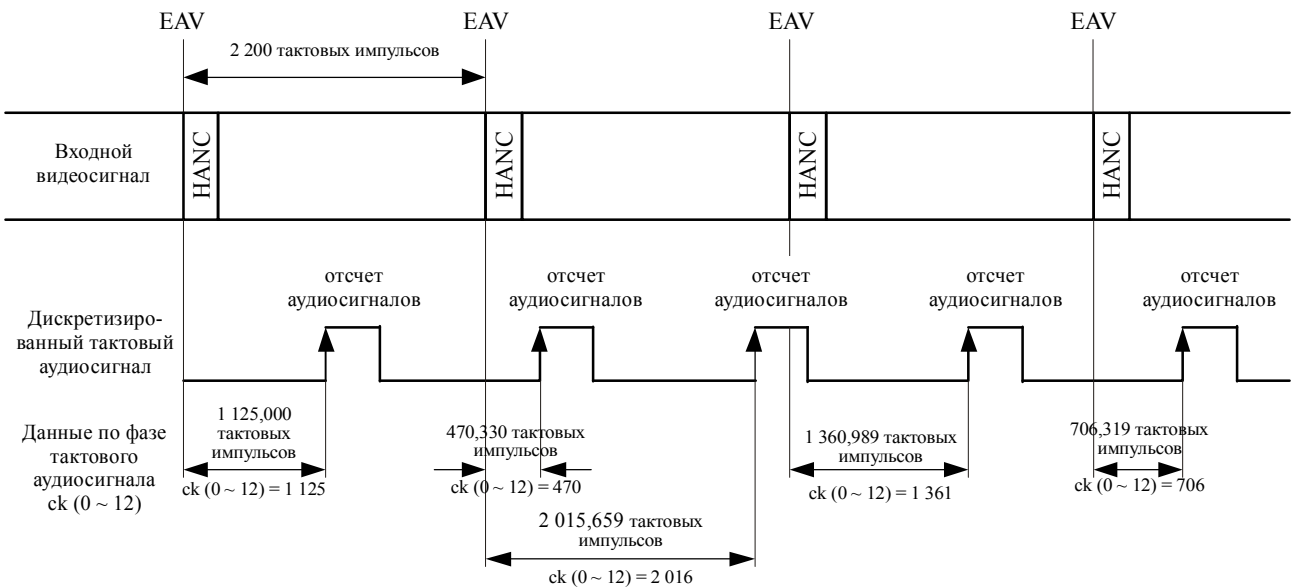 EAV
EAV
EAV
EAV
2 200 тактовых импульсов
Входной
видеосигнал
HANC
HANC
HANC
HANC
отсчет
аудиосигналов
отсчет
аудиосигналов
отсчет
аудиосигналов
отсчет
аудиосигналов
отсчет
аудиосигналов
Дискретизиро-
ванный тактовый
аудиосигнал
Данные по фазе
тактового
аудиосигнала
ck (0 ~ 12)
1 125,000
тактовых
импульсов
ck (0 ~ 12) = 1 125
470,330 тактовых
импульсов
ck (0 ~ 12) = 470
2 015,659 тактовых
импульсов
ck (0 ~ 12) = 2 016
1 360,989 тактовых
импульсов
ck (0 ~ 12) = 1 361
706,319 тактовых
импульсов
ck (0 ~ 12) = 706